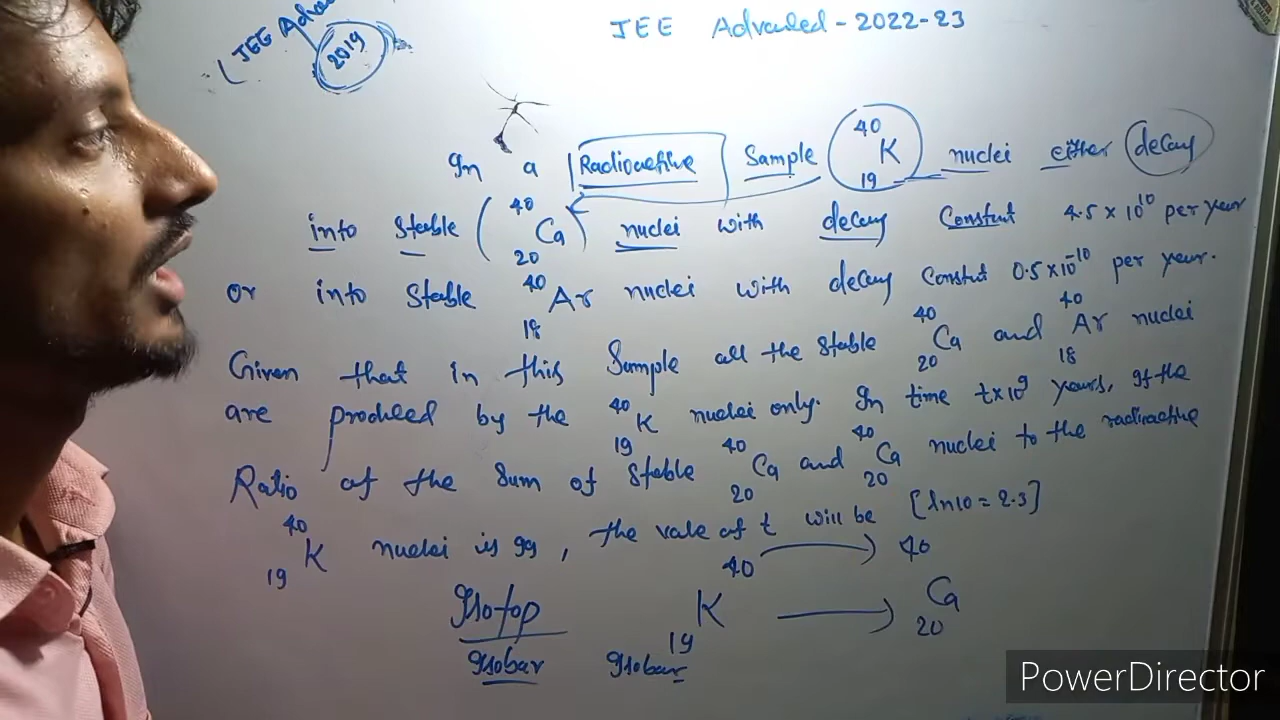 JEE Advanced - 2022-23
(JEE Adva
2019
In a Radioactive Sample 40 19 K nuclei either decay
into stable (40 20 Ca) nuclei with decay Constant 4.5 × 10^10 per year
or into stable 40 18 Ar nuclei with decay Constnt 0.5×10^-10 per year.
Given that in this Sample all the stable 40 20 Ca and 40 18 Ar nuclei
are produced by the 40 19 K nuclei only. In time t×10^9 years, If the
Ratio of the Sum of stable 40 20 Ca and 40 20 Ca nuclei to the radioactive
40 19 K nuclei is 99, the vale of t will be [ln10 = 2.3]
40 19 K → 40 20 Ca
Isotop
Isobar Isobar
PowerDirector